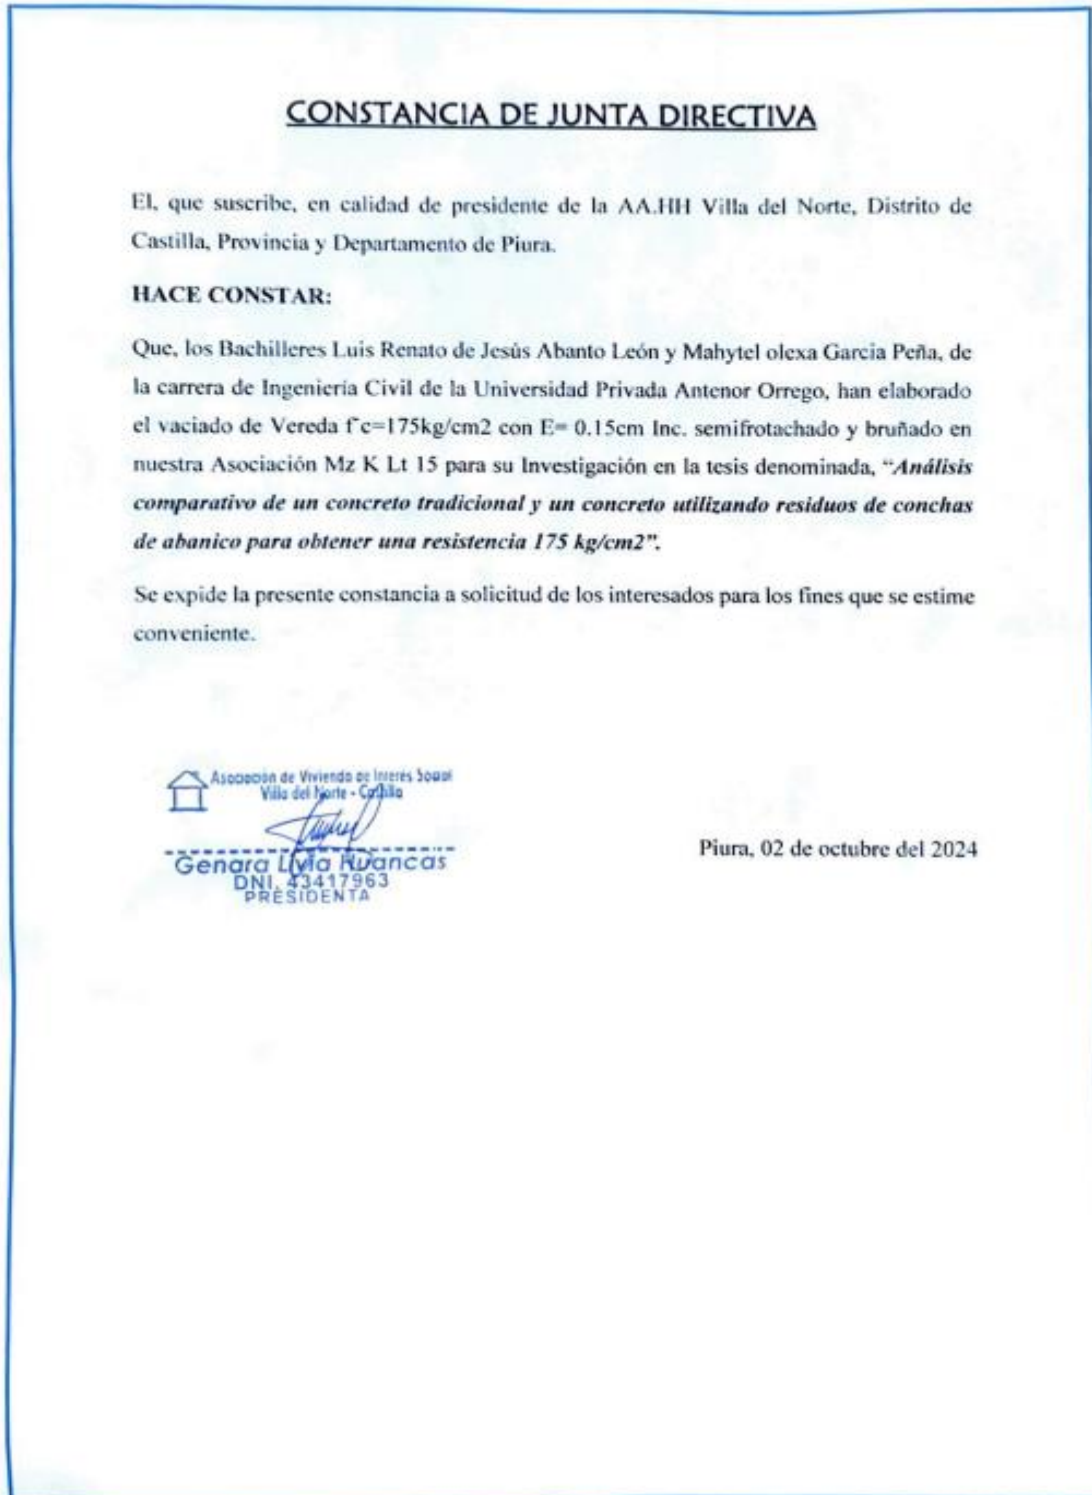 CONSTANCIA DE JUNTA DIRECTIVA
El, que suscribe, en calidad de presidente de la AA.HH Villa del Norte, Distrito de
Castilla, Provincia y Departamento de Piura.
HACE CONSTAR:
Que, los Bachilleres Luis Renato de Jesús Abanto León y Mahytel olexa Garcia Peña, de
la carrera de Ingeniería Civil de la Universidad Privada Antenor Orrego, han elaborado
el vaciado de Vereda f'c=175kg/cm2 con E= 0.15cm Inc. semifrotachado y bruñado en
nuestra Asociación Mz K Lt 15 para su Investigación en la tesis denominada, “Análisis
comparativo de un concreto tradicional y un concreto utilizando residuos de conchas
de abanico para obtener una resistencia 175 kg/cm2”.
Se expide la presente constancia a solicitud de los interesados para los fines que se estime
conveniente.
Asociación de Vivienda de Interés Social
Villa del Norte - Castilla
Genara Livia Huancas
DNI. 43417963
PRESIDENTA
Piura, 02 de octubre del 2024